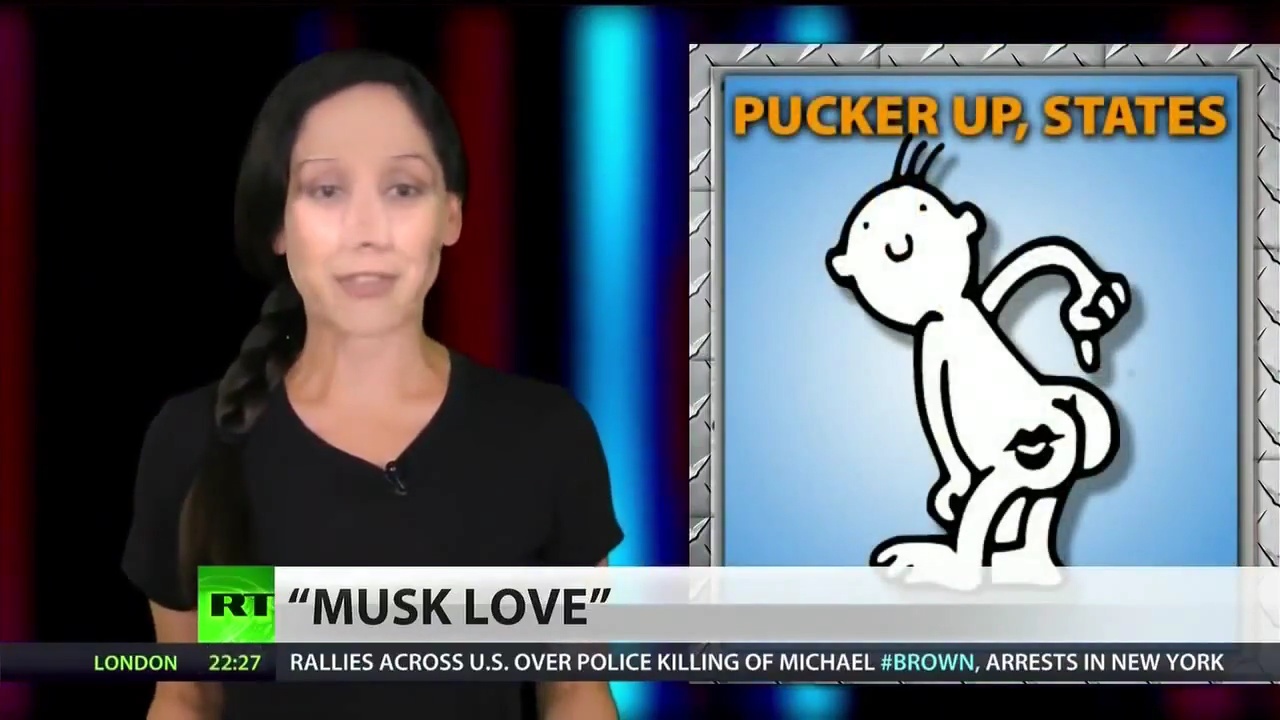 PUCKER UP, STATES
RT
“MUSK LOVE”
LONDON 22:27 RALLIES ACROSS U.S. OVER POLICE KILLING OF MICHAEL #BROWN, ARRESTS IN NEW YORK